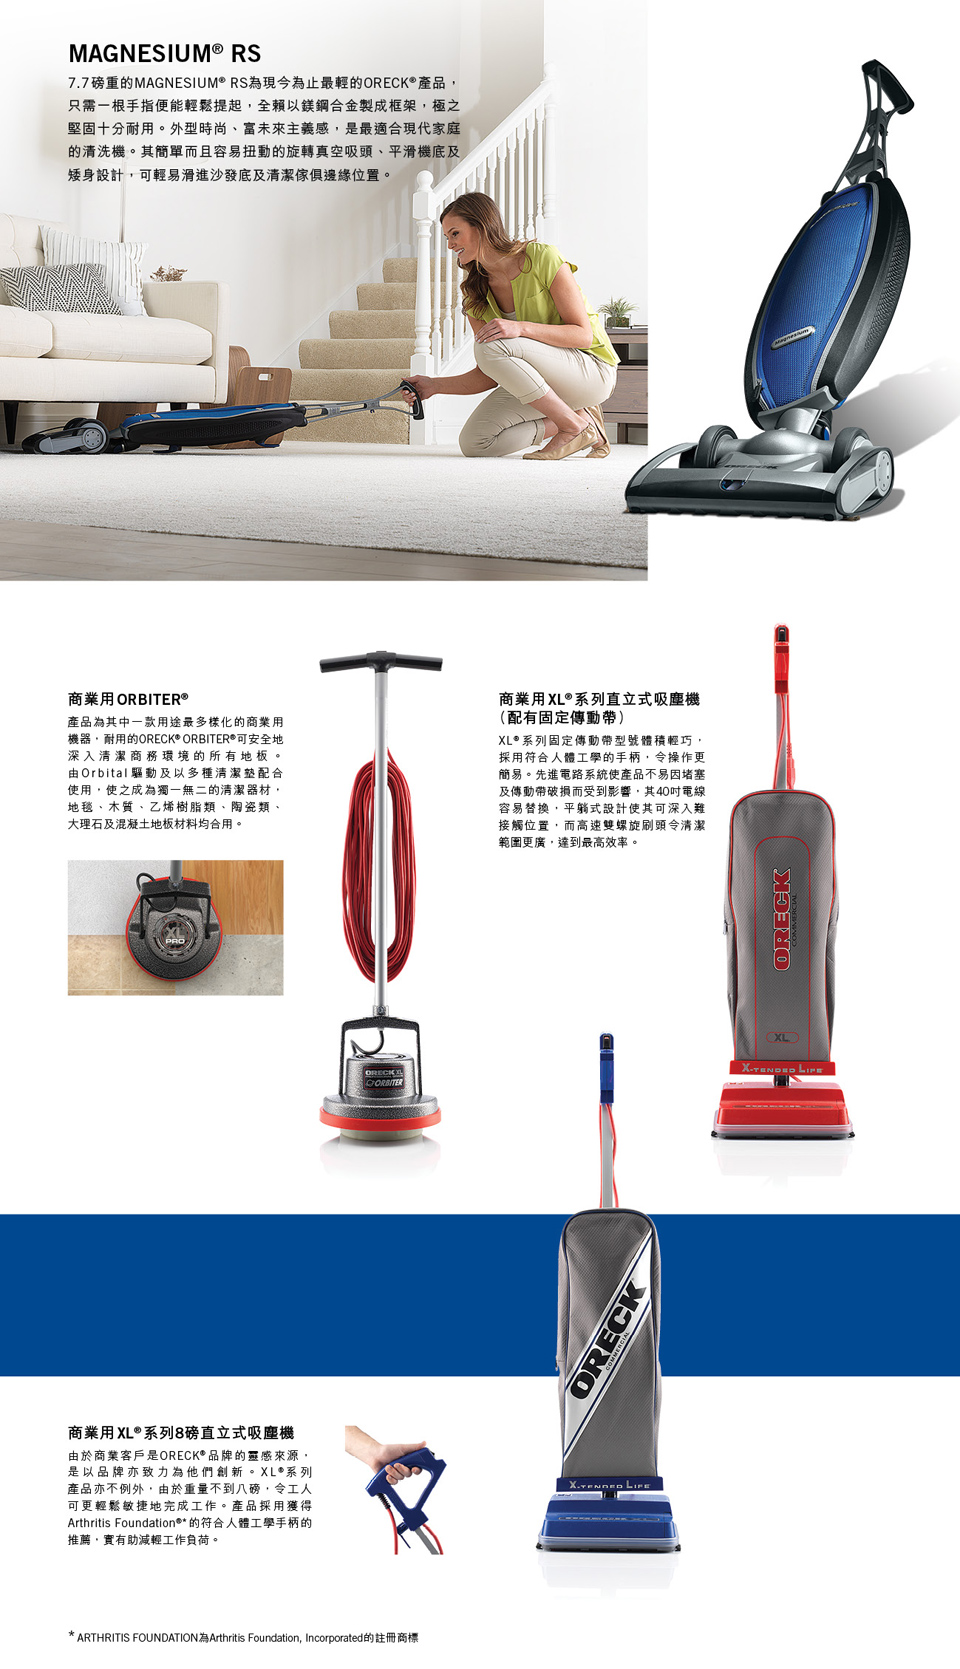 MAGNESIUM® RS
7.7磅重的MAGNESIUM® RS為現今為止最輕的ORECK®產品，
只需一根手指便能輕鬆提起，全賴以鎂鋼合金製成框架，極之
堅固十分耐用。外型時尚、富未來主義感，是最適合現代家庭
的清洗機。其簡單而且容易扭動的旋轉真空吸頭、平滑機底及
矮身設計，可輕易滑進沙發底及清潔傢俱邊緣位置。
magnesium
ORECK
商業用ORBITER®
產品為其中一款用途最多樣化的商業用
機器，耐用的ORECK® ORBITER®可安全地
深入清潔商務環境的所有地板。
由Orbital驅動及以多種清潔墊配合
使用，使之成為獨一無二的清潔器材，
地毯、木質、乙烯樹脂類、陶瓷類、
大理石及混凝土地板材料均合用。
XL
PRO
ORECK XL
ORBITER
商業用XL®系列直立式吸塵機
（配有固定傳動帶）
XL®系列固定傳動帶型號體積輕巧，
採用符合人體工學的手柄，令操作更
簡易。先進電路系統使產品不易因堵塞
及傳動帶破損而受到影響，其40吋電線
容易替換，平躺式設計使其可深入難
接觸位置，而高速雙螺旋刷頭令清潔
範圍更廣，達到最高效率。
ORECK
COMMERCIAL
XL
X-TENDED LIFE
ORECK
COMMERCIAL
X-TENDED LIFE
商業用XL®系列8磅直立式吸塵機
由於商業客戶是ORECK®品牌的靈感來源，
是以品牌亦致力為他們創新。XL®系列
產品亦不例外，由於重量不到八磅，令工人
可更輕鬆敏捷地完成工作。產品採用獲得
Arthritis Foundation®*的符合人體工學手柄的
推薦，實有助減輕工作負荷。
* ARTHRITIS FOUNDATION為Arthritis Foundation, Incorporated的註冊商標